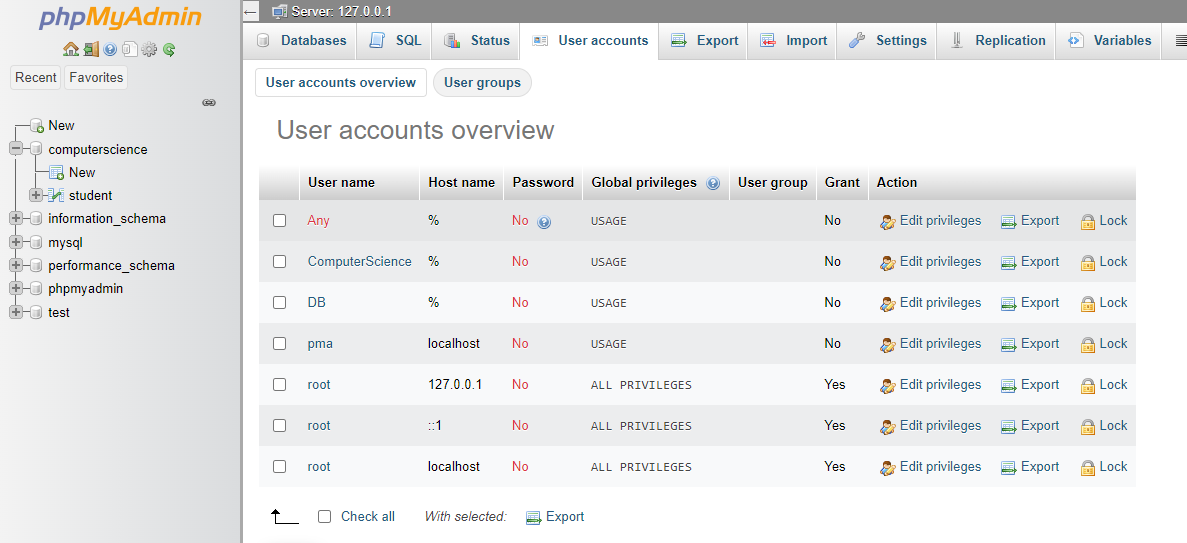 phpMyAdmin
Recent Favorites
New
computerscience
New
student
information_schema
mysql
performance_schema
phpmyadmin
test
Server: 127.0.0.1
Databases SQL Status User accounts Export Import Settings Replication Variables
User accounts overview User groups
User accounts overview
User name Host name Password Global privileges User group Grant Action
Any % No USAGE No Edit privileges Export Lock
ComputerScience % No USAGE No Edit privileges Export Lock
DB % No USAGE No Edit privileges Export Lock
pma localhost No USAGE No Edit privileges Export Lock
root 127.0.0.1 No ALL PRIVILEGES Yes Edit privileges Export Lock
root ::1 No ALL PRIVILEGES Yes Edit privileges Export Lock
root localhost No ALL PRIVILEGES Yes Edit privileges Export Lock
Check all With selected: Export